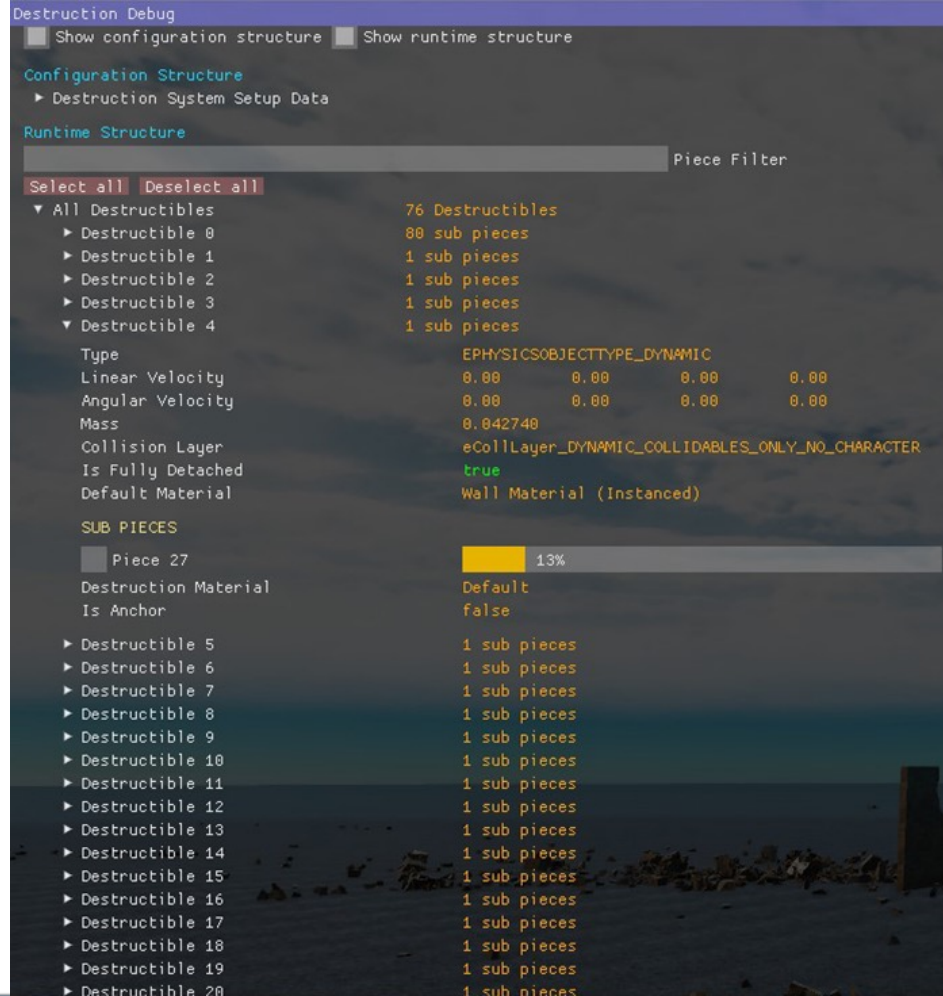 Destruction Debug
Show configuration structure Show runtime structure
Configuration Structure
Destruction System Setup Data
Runtime Structure
Piece Filter
Select all Deselect all
All Destructibles 76 Destructibles
Destructible 0 80 sub pieces
Destructible 1 1 sub pieces
Destructible 2 1 sub pieces
Destructible 3 1 sub pieces
Destructible 4 1 sub pieces
Type EPHYSICSOBJECTTYPE_DYNAMIC
Linear Velocity 0.00 0.00 0.00 0.00
Angular Velocity 0.00 0.00 0.00 0.00
Mass 0.042740
Collision Layer eCollLayer_DYNAMIC_COLLIDABLES_ONLY_NO_CHARACTER
Is Fully Detached true
Default Material Wall Material (Instanced)
SUB PIECES
Piece 27 13%
Destruction Material Default
Is Anchor false
Destructible 5 1 sub pieces
Destructible 6 1 sub pieces
Destructible 7 1 sub pieces
Destructible 8 1 sub pieces
Destructible 9 1 sub pieces
Destructible 10 1 sub pieces
Destructible 11 1 sub pieces
Destructible 12 1 sub pieces
Destructible 13 1 sub pieces
Destructible 14 1 sub pieces
Destructible 15 1 sub pieces
Destructible 16 1 sub pieces
Destructible 17 1 sub pieces
Destructible 18 1 sub pieces
Destructible 19 1 sub pieces
Destructible 20 1 sub pieces